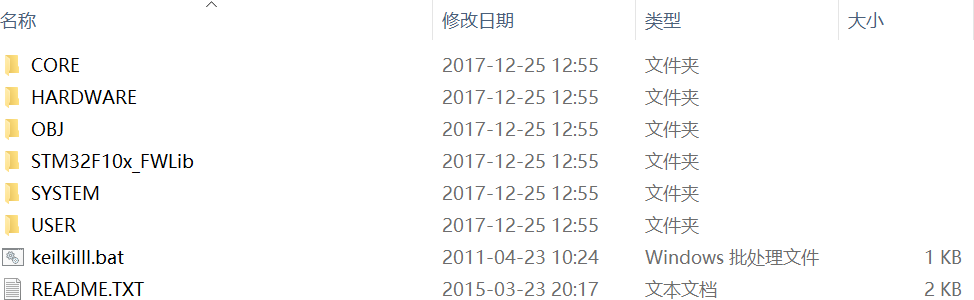 名称 修改日期 类型 大小
CORE 2017-12-25 12:55 文件夹
HARDWARE 2017-12-25 12:55 文件夹
OBJ 2017-12-25 12:55 文件夹
STM32F10x_FWLib 2017-12-25 12:55 文件夹
SYSTEM 2017-12-25 12:55 文件夹
USER 2017-12-25 12:55 文件夹
keilkilll.bat 2011-04-23 10:24 Windows 批处理文件 1 KB
README.TXT 2015-03-23 20:17 文本文档 2 KB